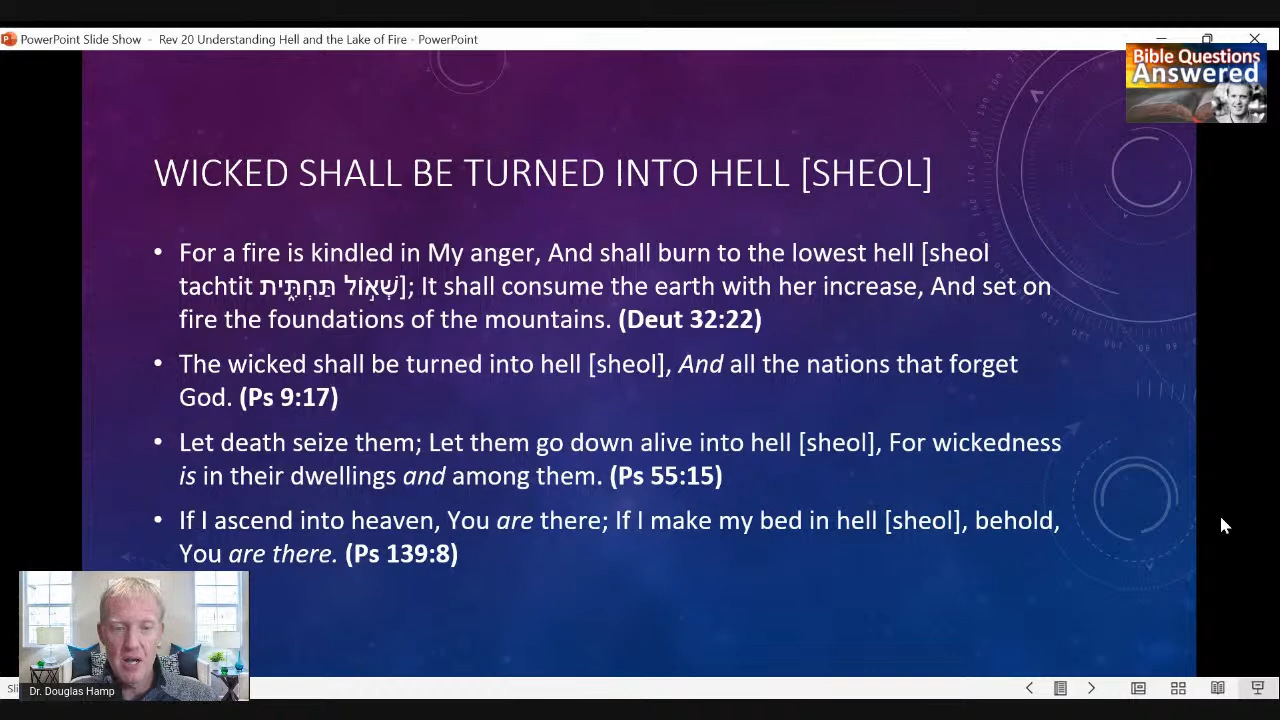 PowerPoint Slide Show - Rev 20 Understanding Hell and the Lake of Fire - PowerPoint
Bible Questions
Answered
WICKED SHALL BE TURNED INTO HELL [SHEOL]
• For a fire is kindled in My anger, And shall burn to the lowest hell [sheol
tachtit שְׁא֣וֹל תַּחְתִּ֑ית]; It shall consume the earth with her increase, And set on
fire the foundations of the mountains. (Deut 32:22)
• The wicked shall be turned into hell [sheol], And all the nations that forget
God. (Ps 9:17)
• Let death seize them; Let them go down alive into hell [sheol], For wickedness
is in their dwellings and among them. (Ps 55:15)
• If I ascend into heaven, You are there; If I make my bed in hell [sheol], behold,
You are there. (Ps 139:8)
Dr. Douglas Hamp